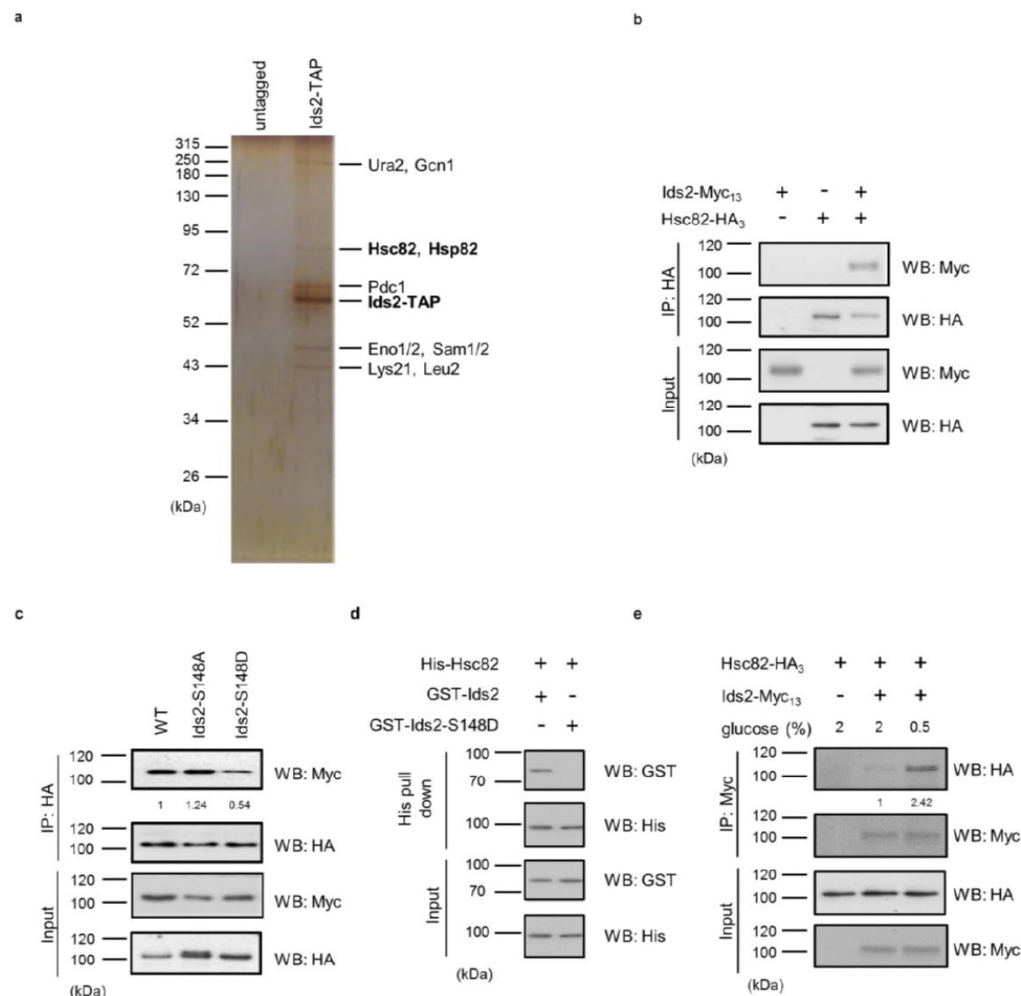 a
untagged
Ids2-TAP
315
250
180
130
95
72
52
43
34
26
(kDa)
Ura2, Gcn1
Hsc82, Hsp82
Pdc1
Ids2-TAP
Eno1/2, Sam1/2
Lys21, Leu2
b
Ids2-Myc13 + - +
Hsc82-HA3 - + +
IP: HA
120
100
WB: Myc
120
100
WB: HA
Input
120
100
WB: Myc
120
100
WB: HA
(kDa)
c
WT
Ids2-S148A
Ids2-S148D
IP: HA
120
100
WB: Myc
1 1.24 0.54
120
100
WB: HA
Input
120
100
WB: Myc
120
100
WB: HA
(kDa)
d
His-Hsc82 + +
GST-Ids2 + -
GST-Ids2-S148D - +
His pull
down
100
70
WB: GST
100
WB: His
Input
100
70
WB: GST
100
WB: His
(kDa)
e
Hsc82-HA3 + + +
Ids2-Myc13 - + +
glucose (%) 2 2 0.5
IP: Myc
120
100
WB: HA
1 2.42
120
100
WB: Myc
Input
120
100
WB: HA
120
100
WB: Myc
(kDa)